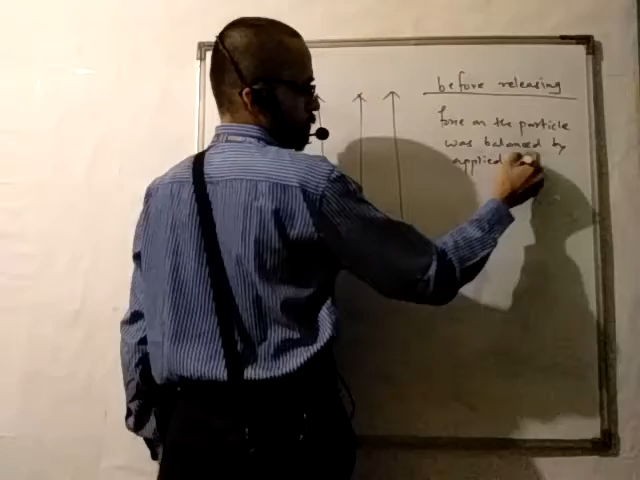 before releasing
force on the particle
was balanced by
applied